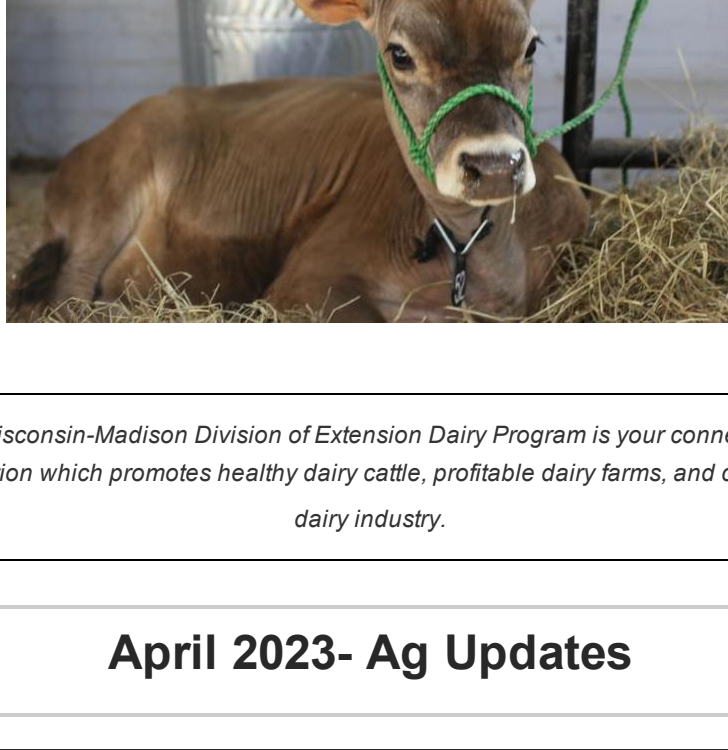 isconsin-Madison Division of Extension Dairy Program is your conne
ion which promotes healthy dairy cattle, profitable dairy farms, and
dairy industry.
April 2023- Ag Updates